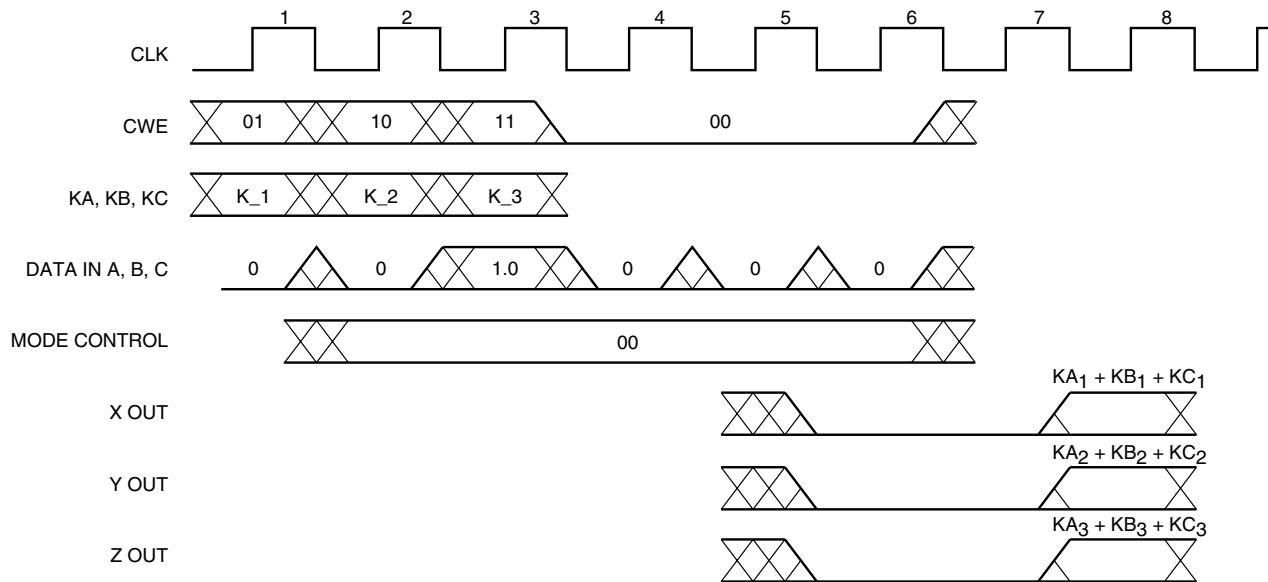 1 2 3 4 5 6 7 8
CLK
CWE 01 10 11 00
KA, KB, KC K_1 K_2 K_3
DATA IN A, B, C 0 0 1.0 0 0 0
MODE CONTROL 00
KA1 + KB1 + KC1
X OUT
KA2 + KB2 + KC2
Y OUT
KA3 + KB3 + KC3
Z OUT